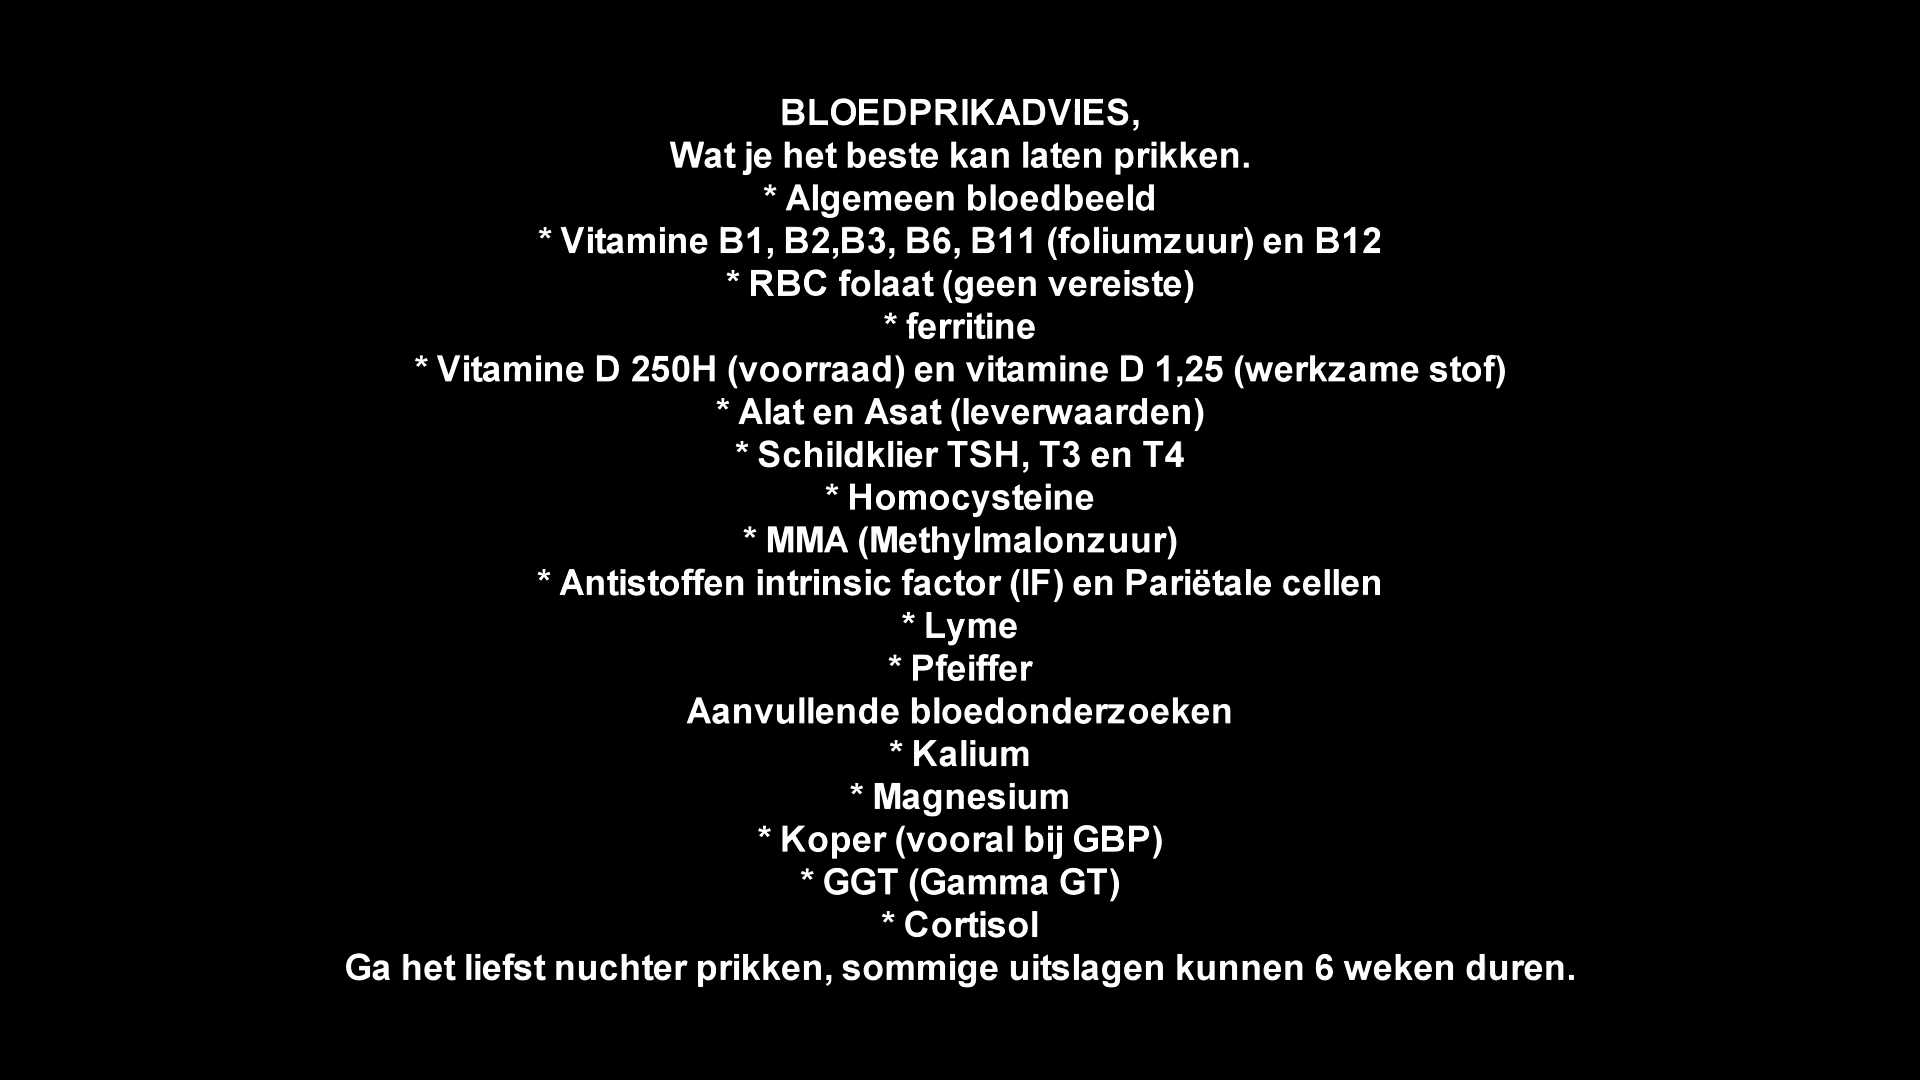 BLOEDPRIKADVIES,
Wat je het beste kan laten prikken.
* Algemeen bloedbeeld
* Vitamine B1, B2,B3, B6, B11 (foliumzuur) en B12
* RBC folaat (geen vereiste)
* ferritine
* Vitamine D 250H (voorraad) en vitamine D 1,25 (werkzame stof)
* Alat en Asat (leverwaarden)
* Schildklier TSH, T3 en T4
* Homocysteine
* MMA (Methylmalonzuur)
* Antistoffen intrinsic factor (IF) en Pariëtale cellen
* Lyme
* Pfeiffer
Aanvullende bloedonderzoeken
* Kalium
* Magnesium
* Koper (vooral bij GBP)
* GGT (Gamma GT)
* Cortisol
Ga het liefst nuchter prikken, sommige uitslagen kunnen 6 weken duren.